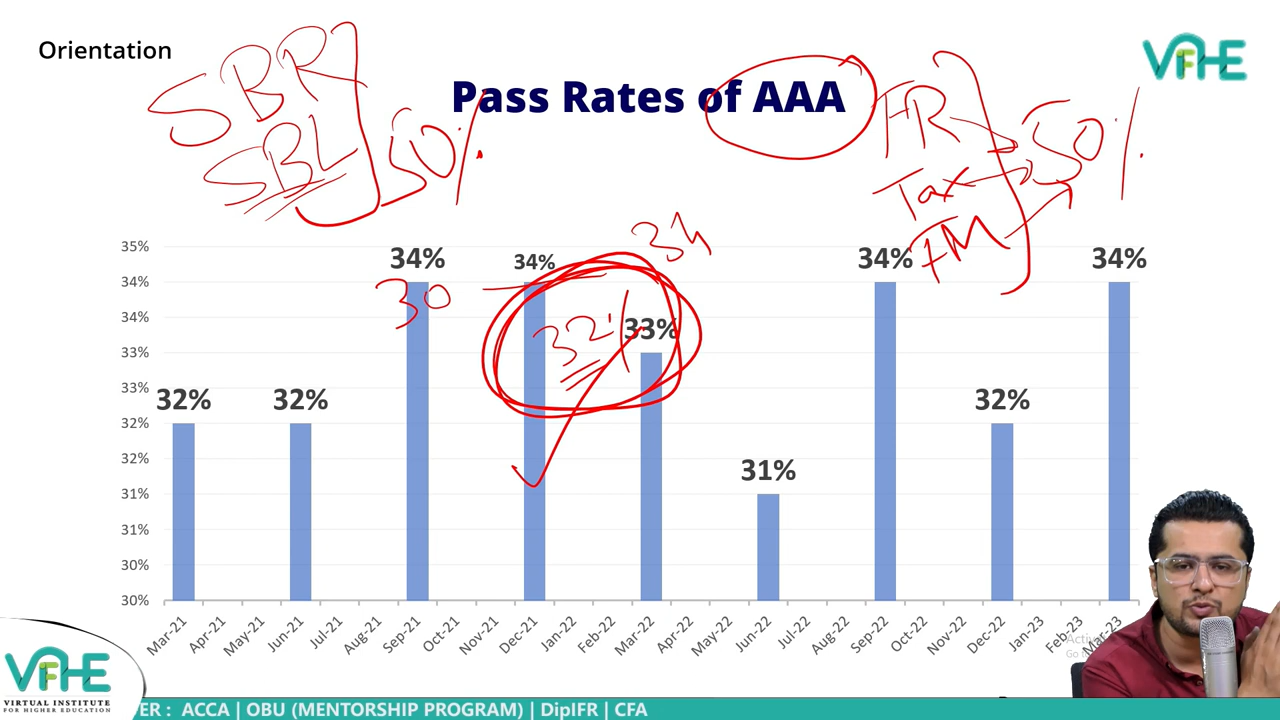 Orientation
VFHE
Pass Rates of AAA
SBR
SBL
50%
FR
Tax
FM
50%
34
30
32%
35%
34%
34%
33%
33%
32%
32%
31%
31%
30%
30%
32%
32%
34%
34%
33%
31%
34%
32%
34%
Mar-21
Apr-21
May-21
Jun-21
Jul-21
Aug-21
Sep-21
Oct-21
Nov-21
Dec-21
Jan-22
Feb-22
Mar-22
Apr-22
May-22
Jun-22
Jul-22
Aug-22
Sep-22
Oct-22
Nov-22
Dec-22
Jan-23
Feb-23
Mar-23
VFHE
VIRTUAL INSTITUTE
FOR HIGHER EDUCATION
ER : ACCA | OBU (MENTORSHIP PROGRAM) | DipIFR | CFA